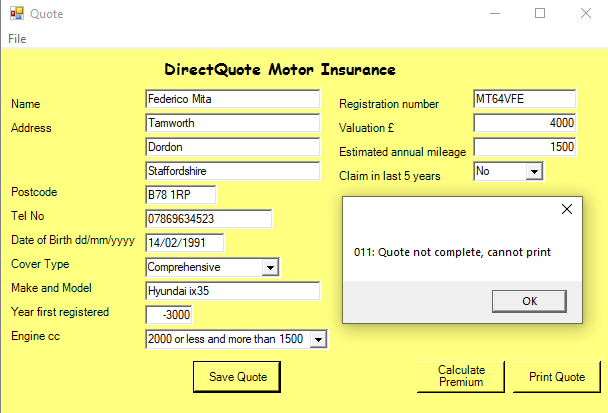 Quote
File
DirectQuote Motor Insurance
Name Federico Mita
Address Tamworth
Dordon
Staffordshire
Postcode B78 1RP
Tel No 07869634523
Date of Birth dd/mm/yyyy 14/02/1991
Cover Type Comprehensive
Make and Model Hyundai ix35
Year first registered -3000
Engine cc 2000 or less and more than 1500
Registration number MT64VFE
Valuation £ 4000
Estimated annual mileage 1500
Claim in last 5 years No
011: Quote not complete, cannot print
OK
Save Quote
Calculate
Premium
Print Quote